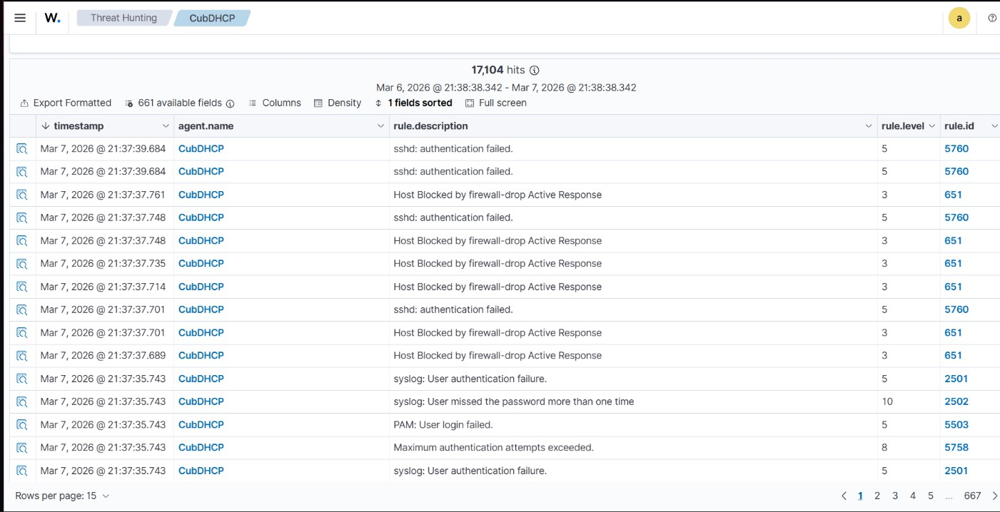 W. Threat Hunting CubDHCP a
17,104 hits
Mar 6, 2026 @ 21:38:38.342 - Mar 7, 2026 @ 21:38:38.342
Export Formatted 661 available fields Columns Density 1 fields sorted Full screen
timestamp agent.name rule.description rule.level rule.id
Mar 7, 2026 @ 21:37:39.684 CubDHCP sshd: authentication failed. 5 5760
Mar 7, 2026 @ 21:37:39.684 CubDHCP sshd: authentication failed. 5 5760
Mar 7, 2026 @ 21:37:37.761 CubDHCP Host Blocked by firewall-drop Active Response 3 651
Mar 7, 2026 @ 21:37:37.748 CubDHCP sshd: authentication failed. 5 5760
Mar 7, 2026 @ 21:37:37.748 CubDHCP Host Blocked by firewall-drop Active Response 3 651
Mar 7, 2026 @ 21:37:37.735 CubDHCP Host Blocked by firewall-drop Active Response 3 651
Mar 7, 2026 @ 21:37:37.714 CubDHCP Host Blocked by firewall-drop Active Response 3 651
Mar 7, 2026 @ 21:37:37.701 CubDHCP sshd: authentication failed. 5 5760
Mar 7, 2026 @ 21:37:37.701 CubDHCP Host Blocked by firewall-drop Active Response 3 651
Mar 7, 2026 @ 21:37:37.689 CubDHCP Host Blocked by firewall-drop Active Response 3 651
Mar 7, 2026 @ 21:37:35.743 CubDHCP syslog: User authentication failure. 5 2501
Mar 7, 2026 @ 21:37:35.743 CubDHCP syslog: User missed the password more than one time 10 2502
Mar 7, 2026 @ 21:37:35.743 CubDHCP PAM: User login failed. 5 5503
Mar 7, 2026 @ 21:37:35.743 CubDHCP Maximum authentication attempts exceeded. 8 5758
Mar 7, 2026 @ 21:37:35.743 CubDHCP syslog: User authentication failure. 5 2501
Rows per page: 15 1 2 3 4 5 ... 667